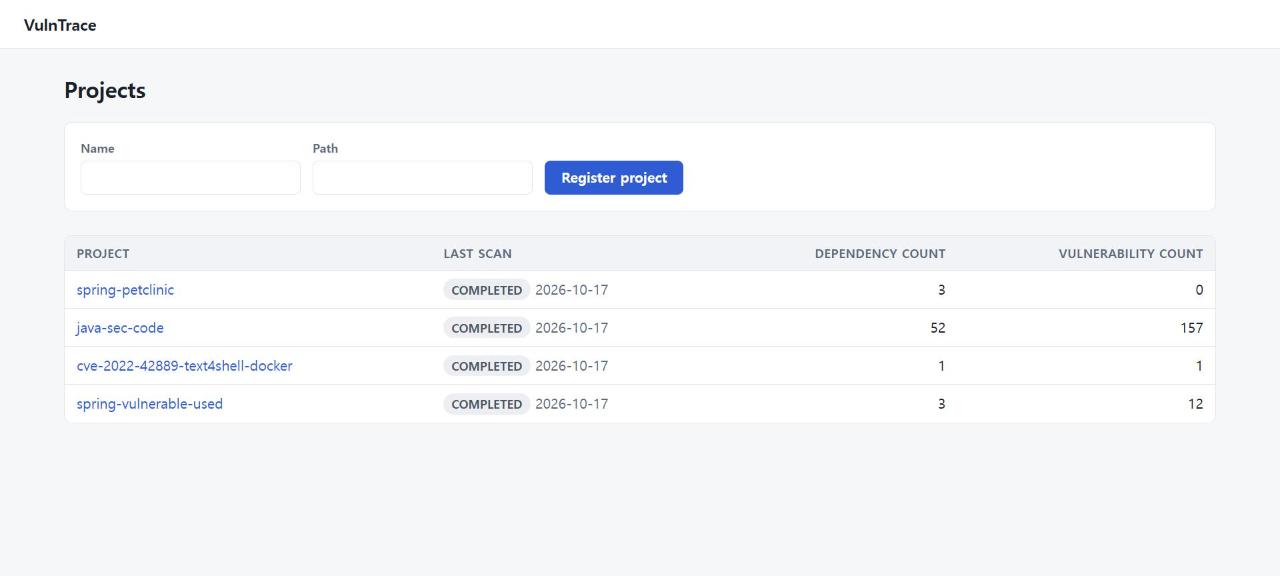 VulnTrace
Projects
Name Path
Register project
PROJECT LAST SCAN DEPENDENCY COUNT VULNERABILITY COUNT
spring-petclinic COMPLETED 2026-10-17 3 0
java-sec-code COMPLETED 2026-10-17 52 157
cve-2022-42889-text4shell-docker COMPLETED 2026-10-17 1 1
spring-vulnerable-used COMPLETED 2026-10-17 3 12